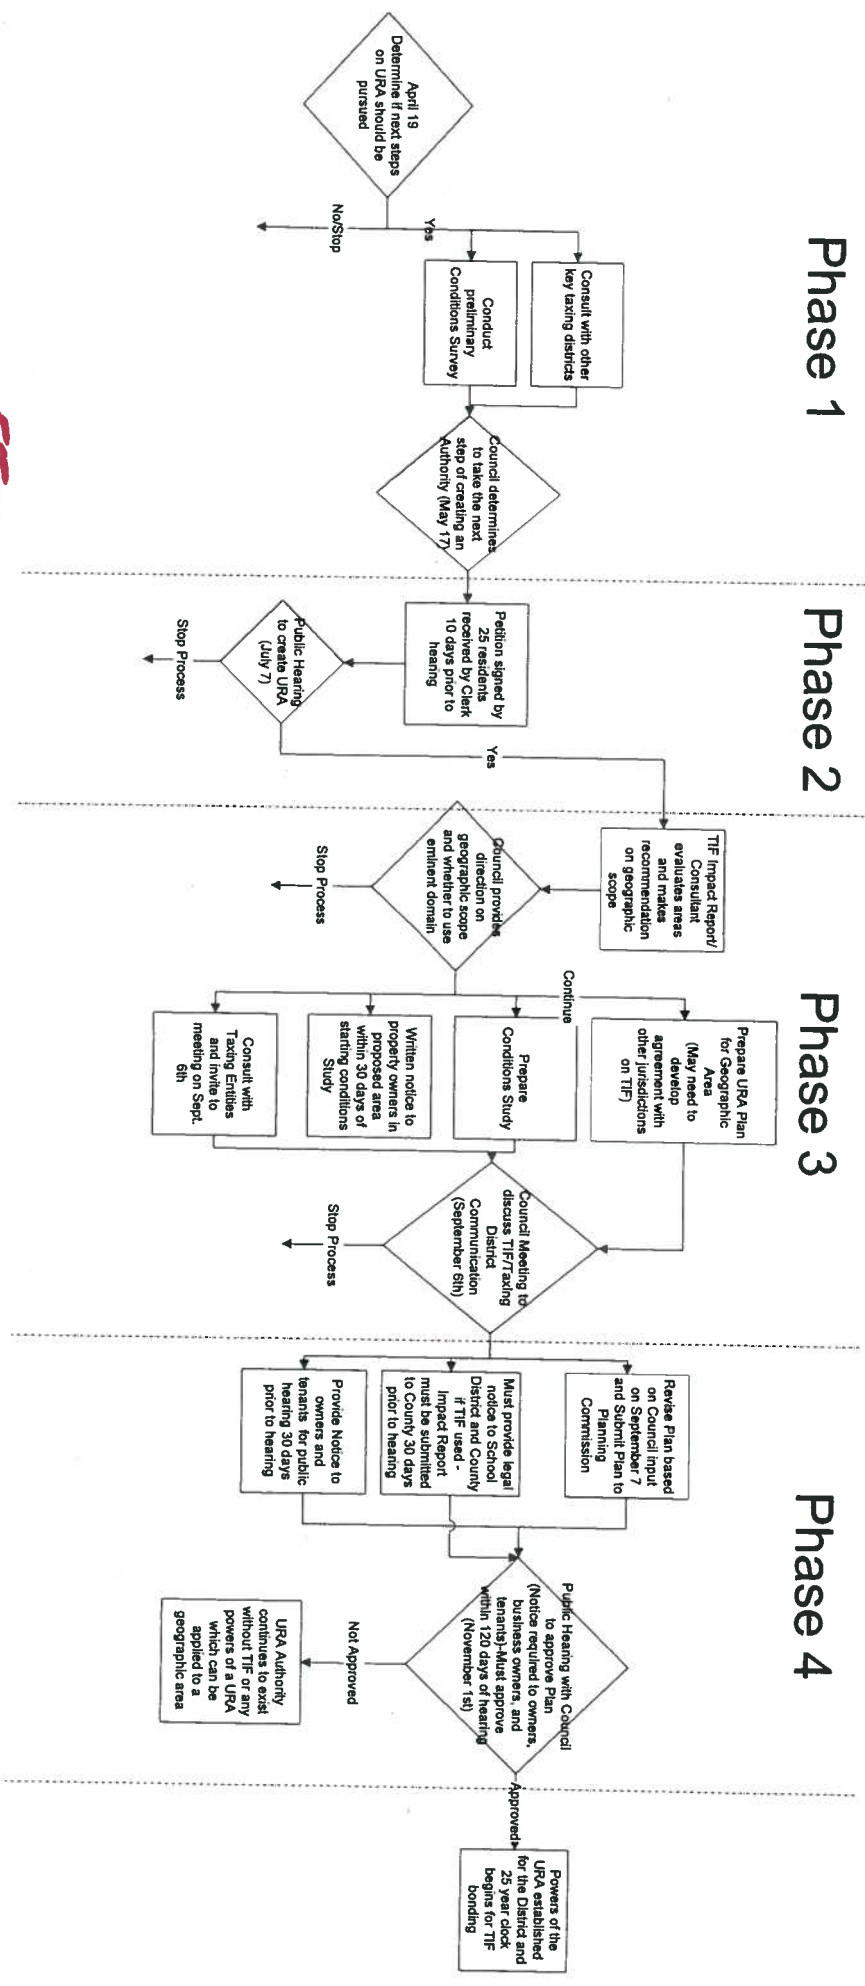 Phase 1
April 19
Determine if next steps
on URA should be
pursued
Yes
No/Stop
Consult with other
key taxing districts
Conduct
preliminary
Conditions Survey
Council determines
to take the next
step of creating an
Authority (May 17)
Phase 2
Petition signed by
25 residents
received by Clerk
10 days prior to
hearing
Public Hearing
to create URA
(July 7)
Stop Process
Yes
Phase 3
TIF Impact Report/
Consultant
evaluates areas
and makes
recommendation
on geographic
scope
Council provides
direction on
geographic scope
and whether to use
eminent domain
Stop Process
Continue
Prepare URA Plan
for Geographic
Area
(May need to
develop
agreement with
other jurisdictions
on TIF)
Prepare
Conditions Study
Written notice to
property owners in
proposed area
within 30 days of
starting conditions
Study
Consult with
Taxing Entities
and invite to
meeting on Sept.
6th
Council Meeting to
discuss TIF/Taxing
District
Communication
(September 6th)
Stop Process
Phase 4
Revise Plan based
on Council input
on September 7
and Submit Plan to
Planning
Commission
Must provide legal
notice to School
District and County
if TIF used -
Impact Report
must be submitted
to County 30 days
prior to hearing
Provide Notice to
owners and
tenants for public
hearing 30 days
prior to hearing
Public Hearing with Council
to approve Plan
(Notice required to owners,
business owners, and
tenants)-Must approve
within 120 days of hearing
(November 1st)
Not Approved
URA Authority
continues to exist
without TIF or any
powers of a URA
which can be
applied to a
geographic area
Approved
Powers of the
URA established
for the District and
25 year clock
begins for TIF
bonding